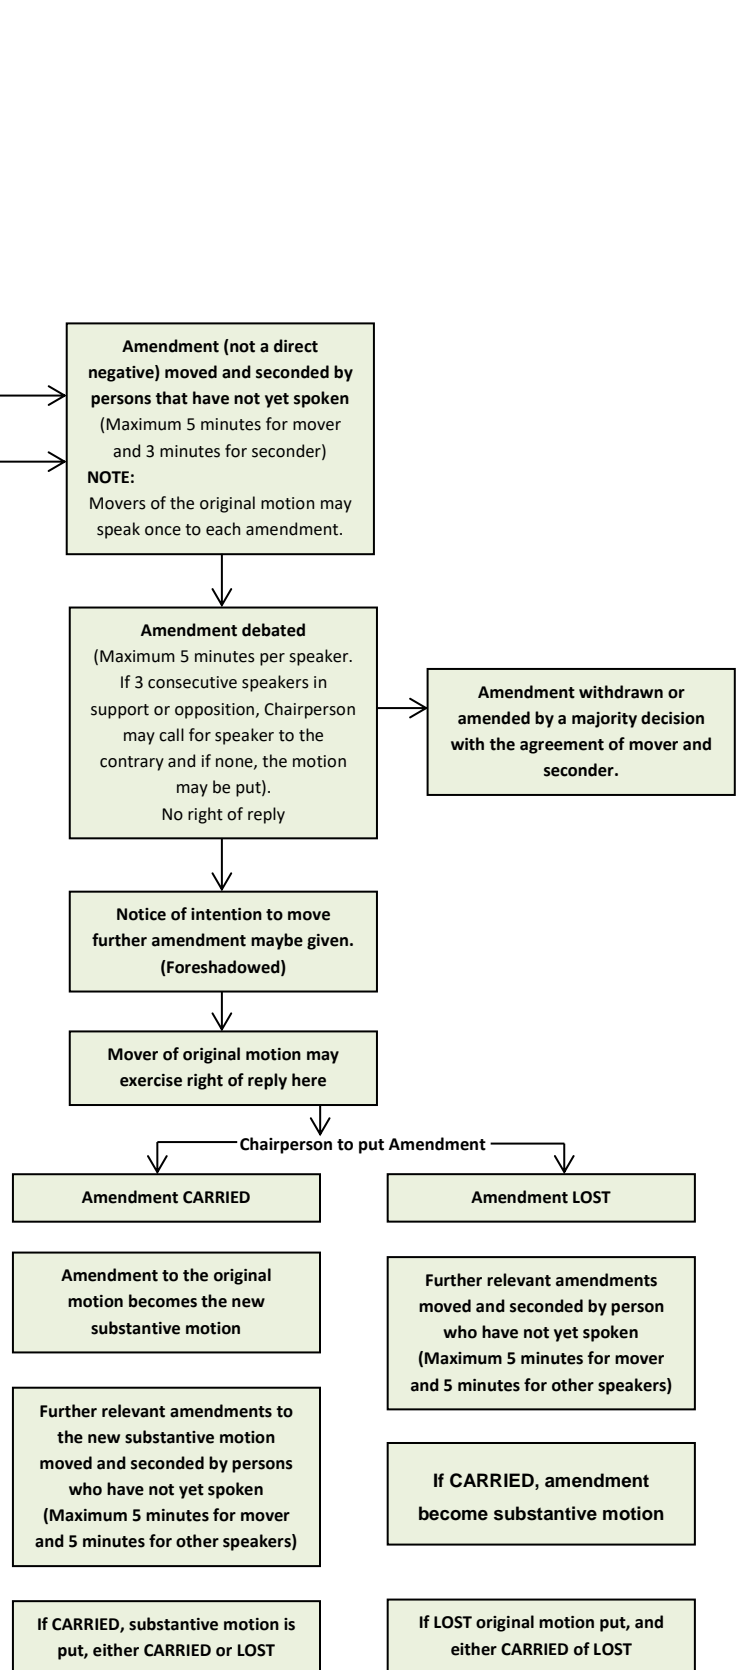 Amendment (not a direct
negative) moved and seconded by
persons that have not yet spoken
(Maximum 5 minutes for mover
and 3 minutes for seconder)
NOTE:
Movers of the original motion may
speak once to each amendment.
Amendment debated
(Maximum 5 minutes per speaker.
If 3 consecutive speakers in
support or opposition, Chairperson
may call for speaker to the
contrary and if none, the motion
may be put).
No right of reply
Amendment withdrawn or
amended by a majority decision
with the agreement of mover and
seconder.
Notice of intention to move
further amendment maybe given.
(Foreshadowed)
Mover of original motion may
exercise right of reply here
Chairperson to put Amendment
Amendment CARRIED
Amendment to the original
motion becomes the new
substantive motion
Further relevant amendments to
the new substantive motion
moved and seconded by persons
who have not yet spoken
(Maximum 5 minutes for mover
and 5 minutes for other speakers)
If CARRIED, substantive motion is
put, either CARRIED or LOST
Amendment LOST
Further relevant amendments
moved and seconded by person
who have not yet spoken
(Maximum 5 minutes for mover
and 5 minutes for other speakers)
If CARRIED, amendment
become substantive motion
If LOST original motion put, and
either CARRIED of LOST